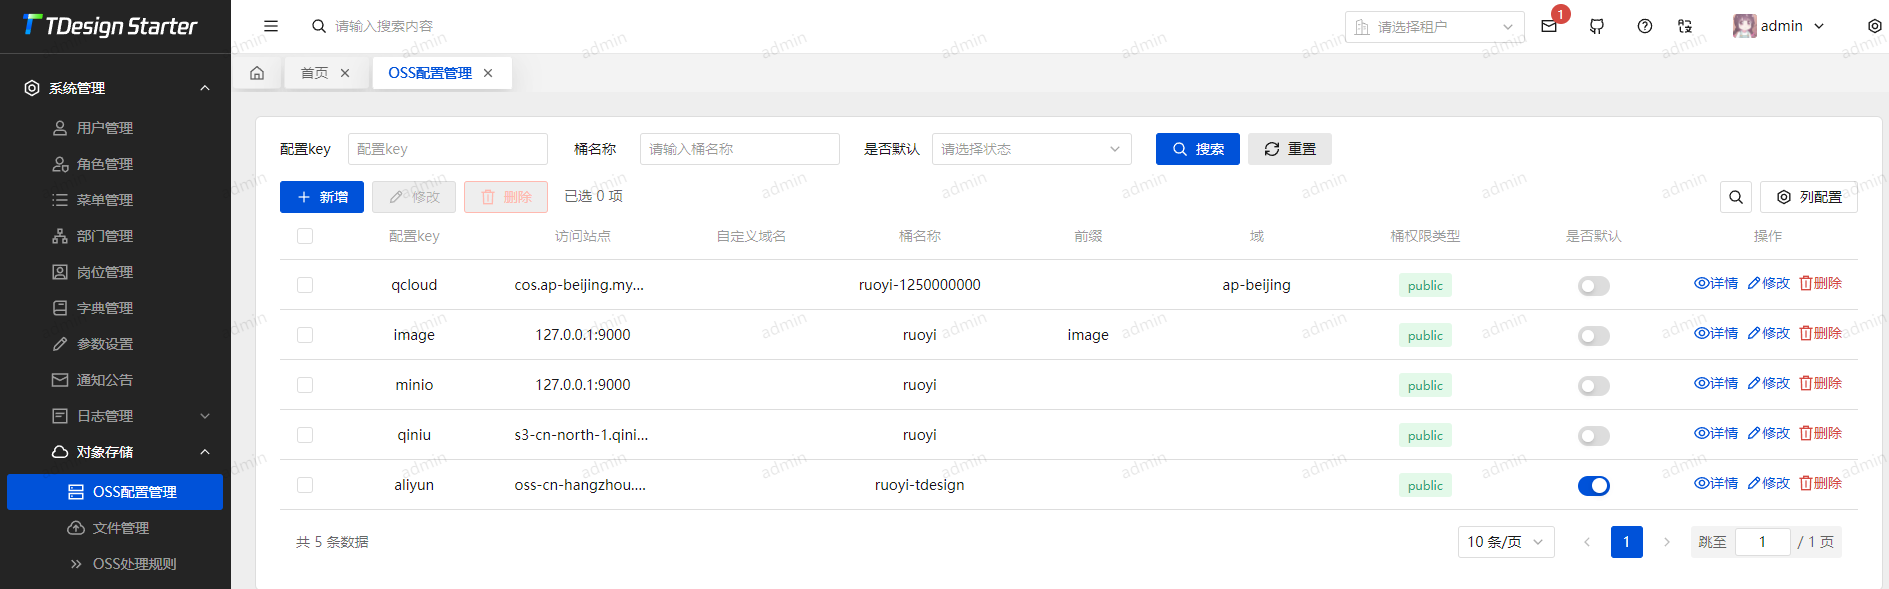 TDesign Starter
请输入搜索内容
请选择租户
1
admin
首页
OSS配置管理
系统管理
用户管理
角色管理
菜单管理
部门管理
岗位管理
字典管理
参数设置
通知公告
日志管理
对象存储
OSS配置管理
文件管理
OSS处理规则
配置key 配置key 桶名称 请输入桶名称 是否默认 请选择状态 搜索 重置
新增 修改 删除 已选 0 项 列配置
配置key 访问站点 自定义域名 桶名称 前缀 域 桶权限类型 是否默认 操作
qcloud cos.ap-beijing.my... ruoyi-1250000000 ap-beijing public 详情 修改 删除
image 127.0.0.1:9000 ruoyi image public 详情 修改 删除
minio 127.0.0.1:9000 ruoyi public 详情 修改 删除
qiniu s3-cn-north-1.qini... ruoyi public 详情 修改 删除
aliyun oss-cn-hangzhou.... ruoyi-tdesign public 详情 修改 删除
共 5 条数据 10 条/页 1 跳至 1 / 1 页